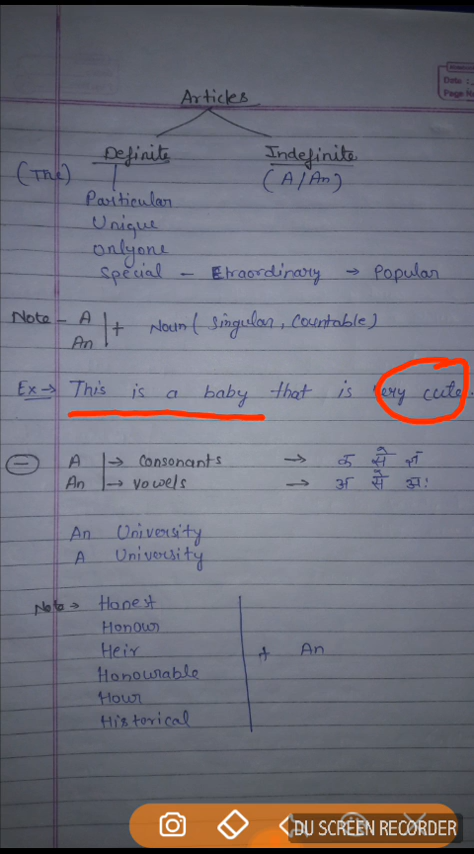 Date :
Page No
Articles
Definite Indefinite
(The) (A/An)
Particular
Unique
Onlyone
Special - Etraordinary → Popular
Note - A
An + Noun (Singular, Countable)
Ex → This is a baby that is very cute.
A → Consonants → क से ज्ञ
An → vowels → अ से अः
An University
A University
Note → Honest
Honour
Heir + An
Honourable
Hour
Historical
DU SCREEN RECORDER